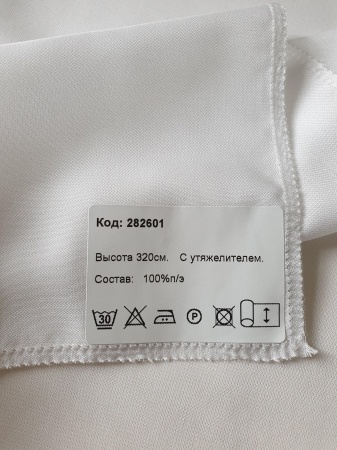 Код: 282601
Высота 320см. С утяжелителем.
Состав: 100%п/э
30 P